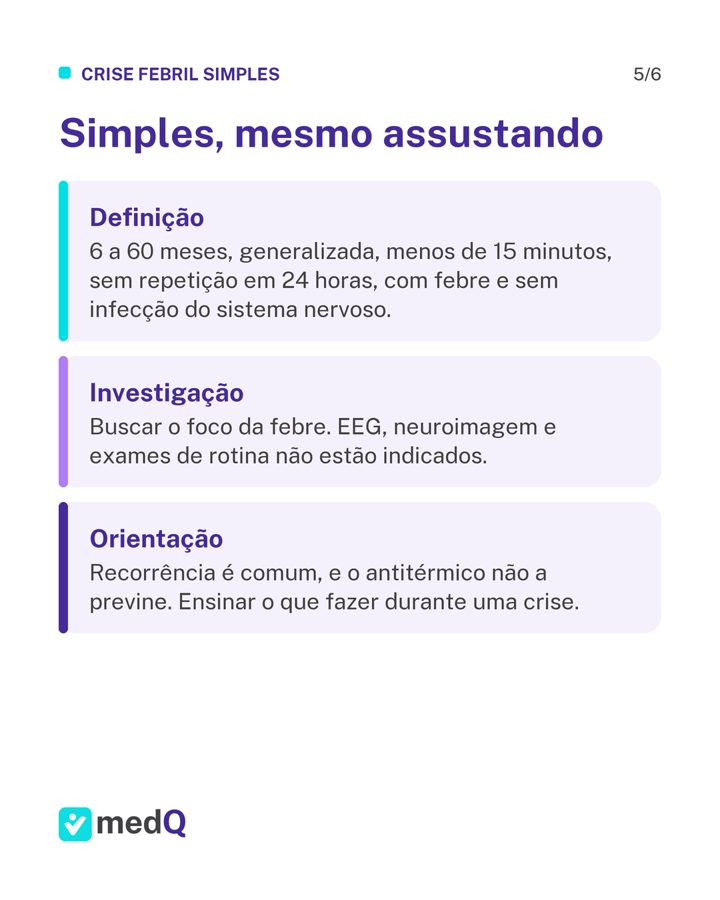 CRISE FEBRIL SIMPLES
5/6
Simples, mesmo assustando
Definição
6 a 60 meses, generalizada, menos de 15 minutos,
sem repetição em 24 horas, com febre e sem
infecção do sistema nervoso.
Investigação
Buscar o foco da febre. EEG, neuroimagem e
exames de rotina não estão indicados.
Orientação
Recorrência é comum, e o antitérmico não a
previne. Ensinar o que fazer durante uma crise.
medQ